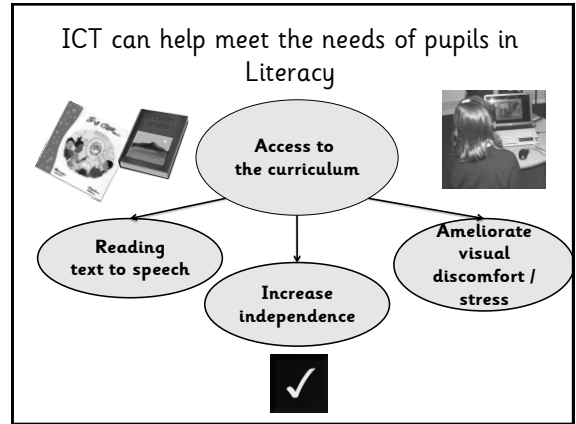 ICT can help meet the needs of pupils in
Literacy
Access to
the curriculum
Reading
text to speech
Increase
independence
Ameliorate
visual
discomfort /
stress